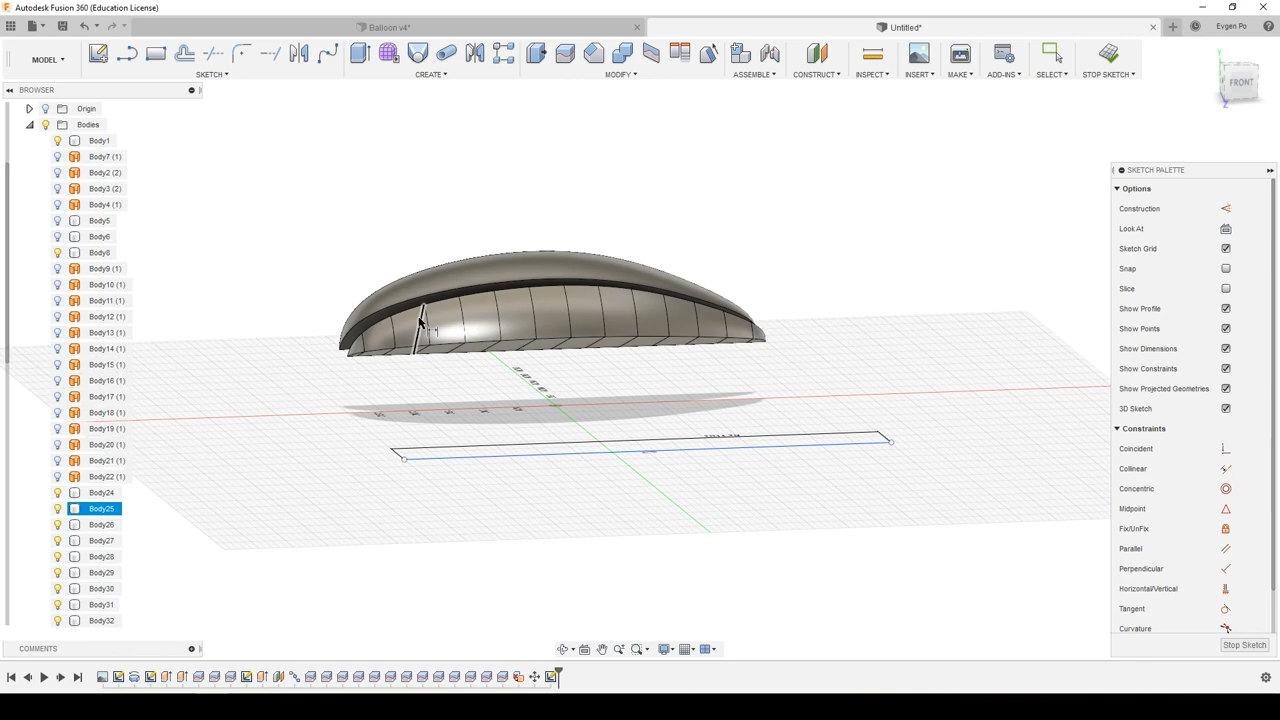 Autodesk Fusion 360 (Education License)
Balloon v4*
Untitled*
Evgen Po
MODEL
SKETCH
CREATE
MODIFY
ASSEMBLE
CONSTRUCT
INSPECT
INSERT
MAKE
ADD-INS
SELECT
STOP SKETCH
FRONT
BROWSER
Origin
Bodies
Body1
Body7 (1)
Body2 (2)
Body3 (2)
Body4 (1)
Body5
Body6
Body8
Body9 (1)
Body10 (1)
Body11 (1)
Body12 (1)
Body13 (1)
Body14 (1)
Body15 (1)
Body16 (1)
Body17 (1)
Body18 (1)
Body19 (1)
Body20 (1)
Body21 (1)
Body22 (1)
Body24
Body25
Body26
Body27
Body28
Body29
Body30
Body31
Body32
SKETCH PALETTE
Options
Construction
Look At
Sketch Grid
Snap
Slice
Show Profile
Show Points
Show Dimensions
Show Constraints
Show Projected Geometries
3D Sketch
Constraints
Coincident
Collinear
Concentric
Midpoint
Fix/UnFix
Parallel
Perpendicular
Horizontal/Vertical
Tangent
Curvature
Stop Sketch
COMMENTS